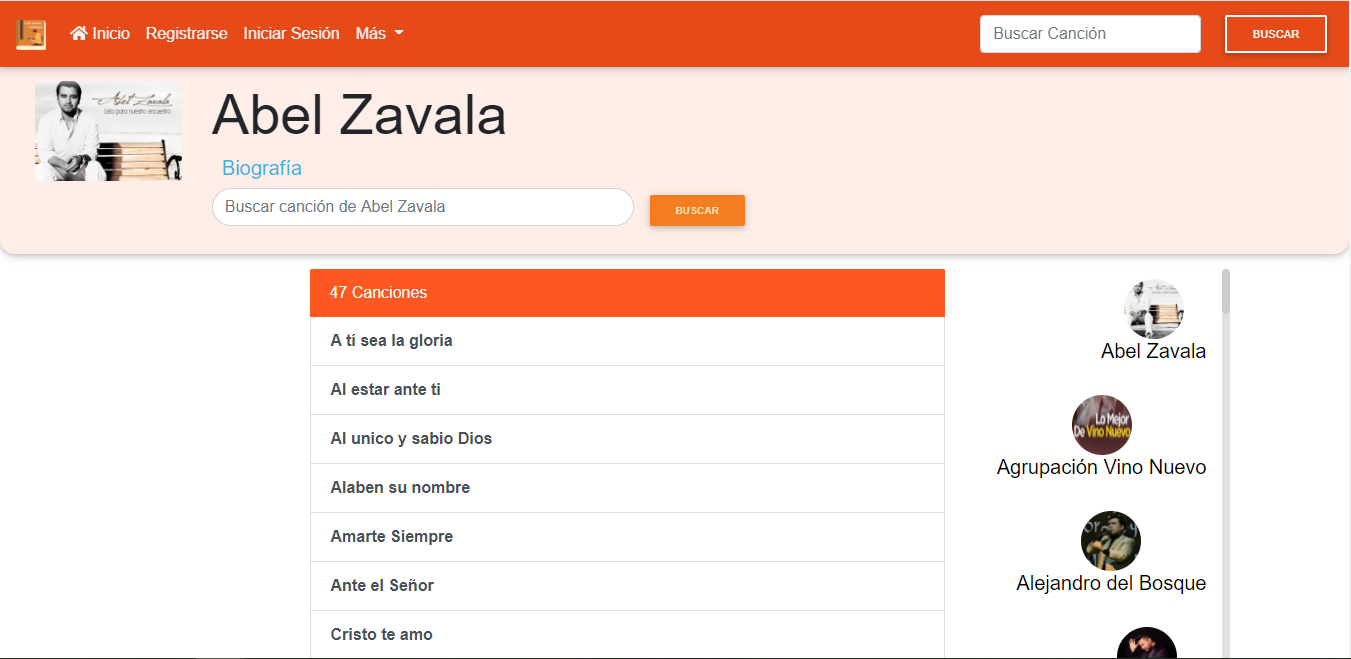 Inicio Registrarse Iniciar Sesión Más Buscar Canción BUSCAR
Abel Zavala
Listo para nuestro encuentro
Abel Zavala
Biografía
Buscar canción de Abel Zavala BUSCAR
47 Canciones
A tí sea la gloria
Al estar ante ti
Al unico y sabio Dios
Alaben su nombre
Amarte Siempre
Ante el Señor
Cristo te amo
Abel Zavala
Lo Mejor
De Vino Nuevo
Agrupación Vino Nuevo
Alejandro del Bosque